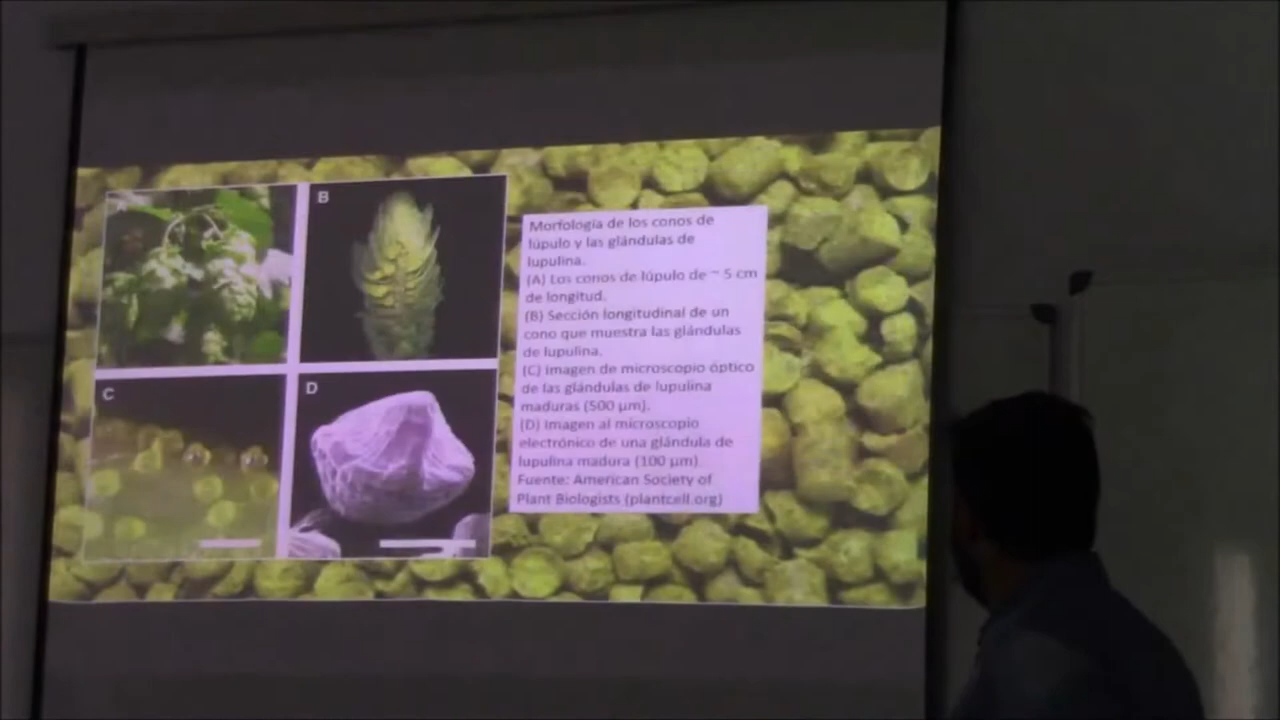 A
B
C
D
Morfología de los conos de
lúpulo y las glándulas de
lupulina.
(A) Los conos de lúpulo de ~ 5 cm
de longitud.
(B) Sección longitudinal de un
cono que muestra las glándulas
de lupulina.
(C) Imagen de microscopio óptico
de las glándulas de lupulina
maduras (500 µm).
(D) Imagen al microscopio
electrónico de una glándula de
lupulina madura (100 µm)
Fuente: American Society of
Plant Biologists (plantcell.org)